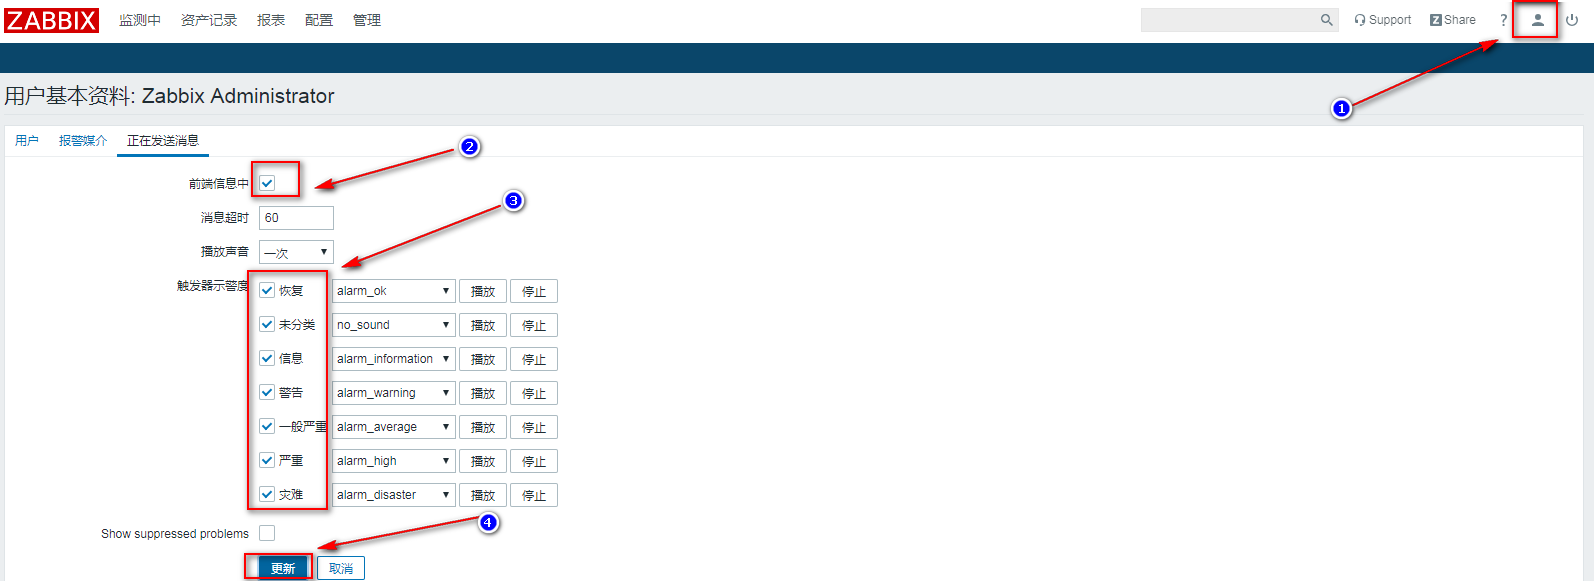 ZABBIX 监测中 资产记录 报表 配置 管理 Support Z Share ?
1
用户基本资料: Zabbix Administrator
用户 报警媒介 正在发送消息
2
前端信息中
3
消息超时 60
播放声音 一次
触发器示警度 恢复 alarm_ok 播放 停止
未分类 no_sound 播放 停止
信息 alarm_information 播放 停止
警告 alarm_warning 播放 停止
一般严重 alarm_average 播放 停止
严重 alarm_high 播放 停止
灾难 alarm_disaster 播放 停止
4
Show suppressed problems
更新 取消